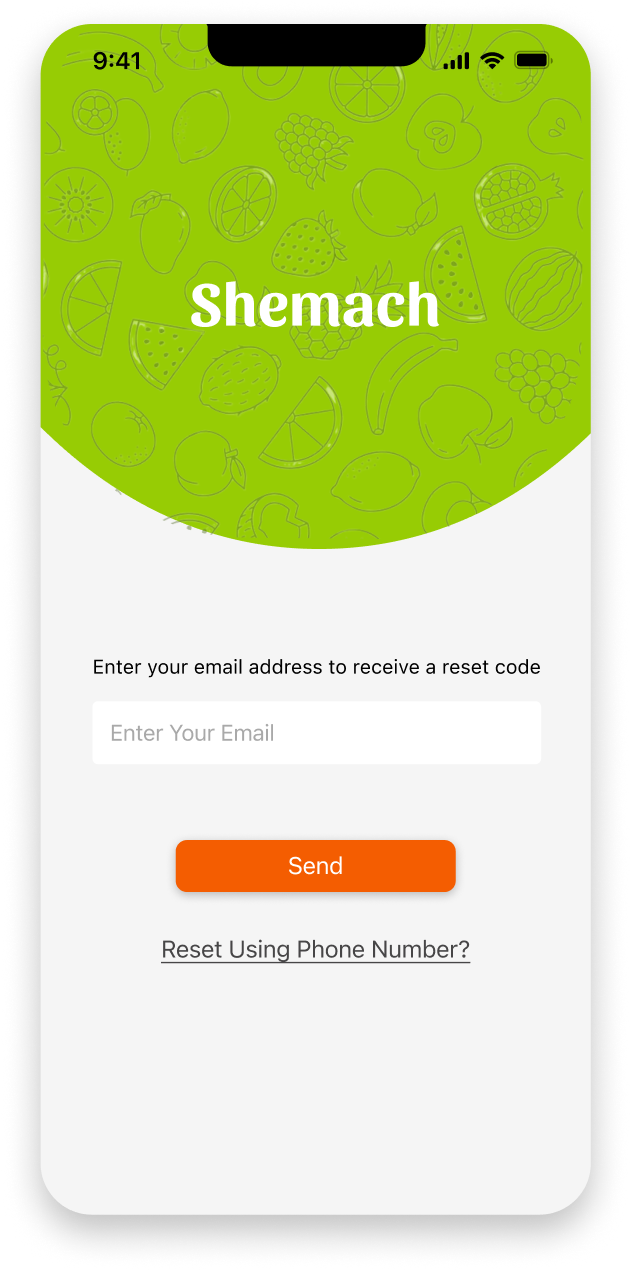 9:41
Shemach
Enter your email address to receive a reset code
Enter Your Email
Send
Reset Using Phone Number?